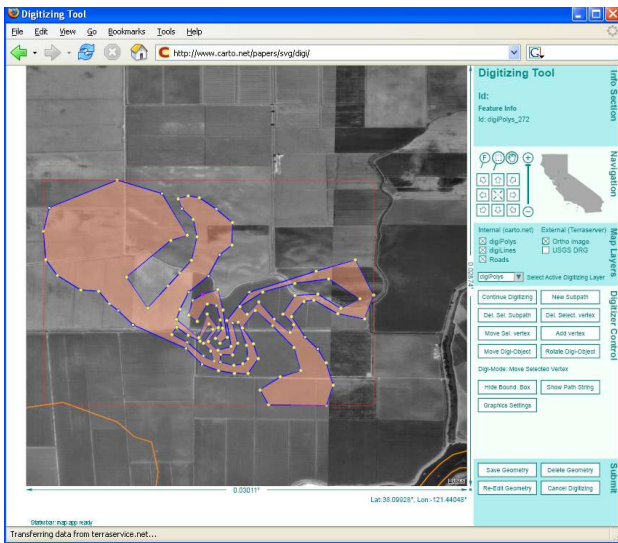 Digitizing Tool
File Edit View Go Bookmarks Tools Help
http://www.carto.net/papers/svg/digi/
Digitizing Tool
Id:
Feature Info
Id: digiPolys_272
Info Section
F
Navigation
Internal (carto.net) External (Terraserver)
digiPolys Ortho image
digiLines USGS DRG
Roads
digiPolys Select Active Digitizing Layer
Map Layers
Continue Digitizing New Subpath
Del. Sel. Subpath Del. Select. vertex
Move Sel. vertex Add vertex
Move Digi-Object Rotate Digi-Object
Digi-Mode: Move Selected Vertex
Hide Bound. Box Show Path String
Graphics Settings
Digitizer Control
Save Geometry Delete Geometry
Re-Edit Geometry Cancel Digitizing
Submit
0.02874°
0.03011°
Lat:38.09928°, Lon:-121.44048°
Statusbar: map app ready
Transferring data from terraservice.net...